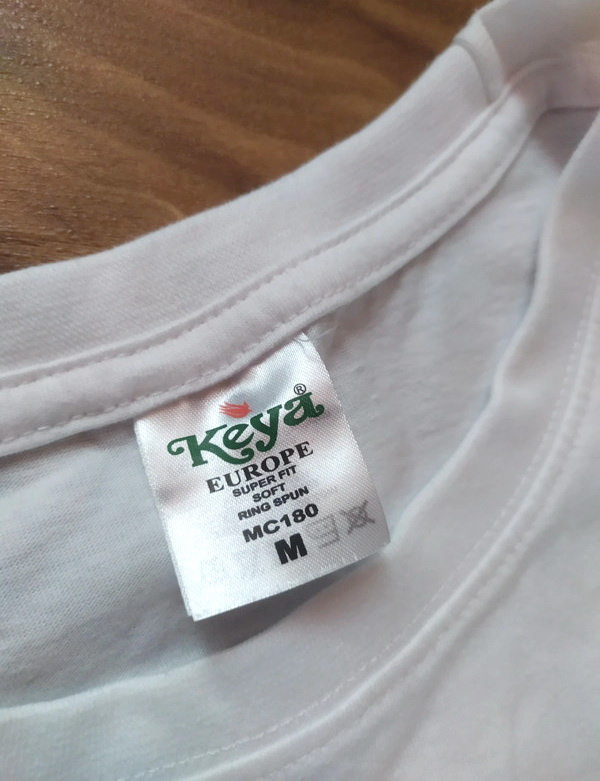 Keya®
EUROPE
SUPER FIT
SOFT
RING SPUN
MC180
M